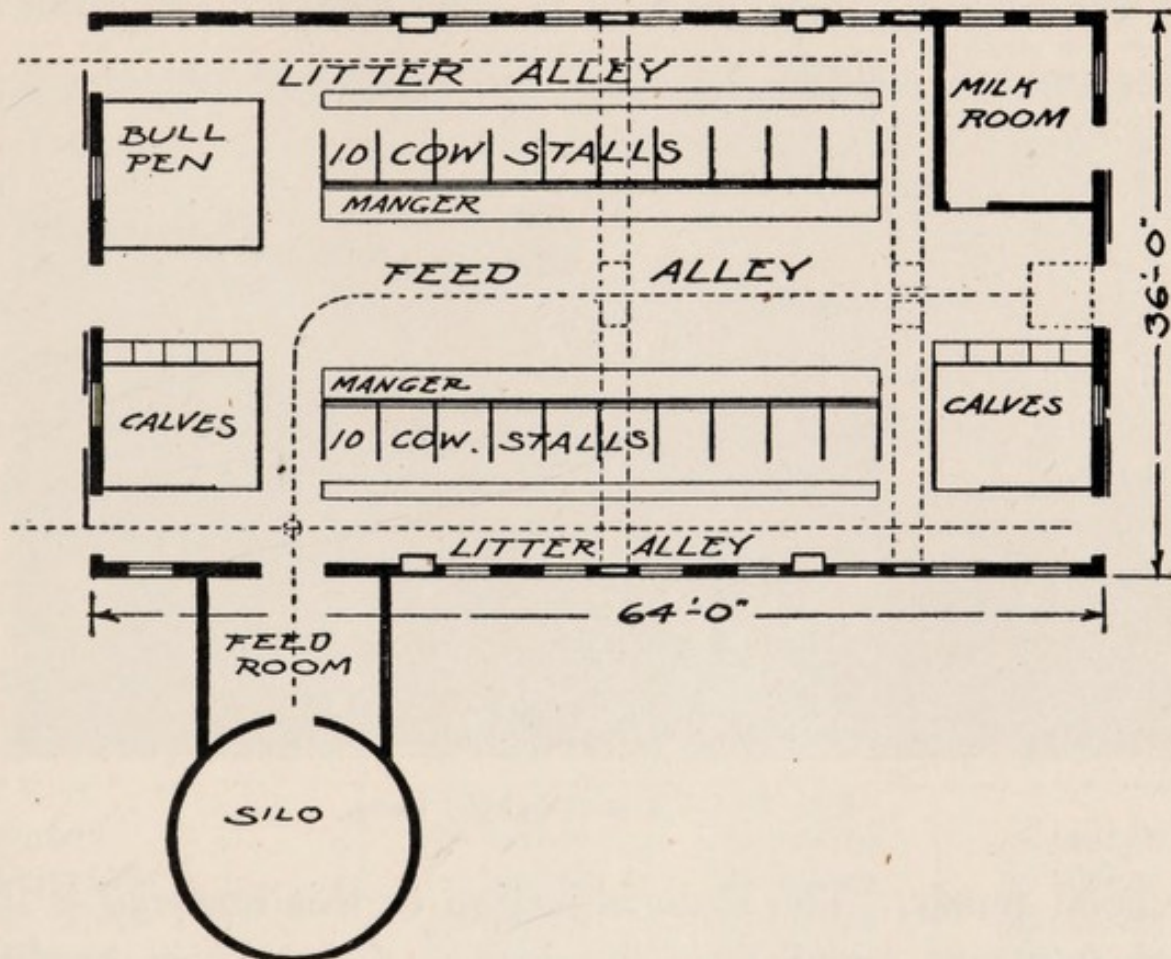 LITTER ALLEY
BULL
PEN
MILK
ROOM
10 COW STALLS
MANGER
FEED ALLEY
36'-0"
MANGER
CALVES
CALVES
10 COW. STALLS
LITTER ALLEY
64'-0"
FEED
ROOM
SILO